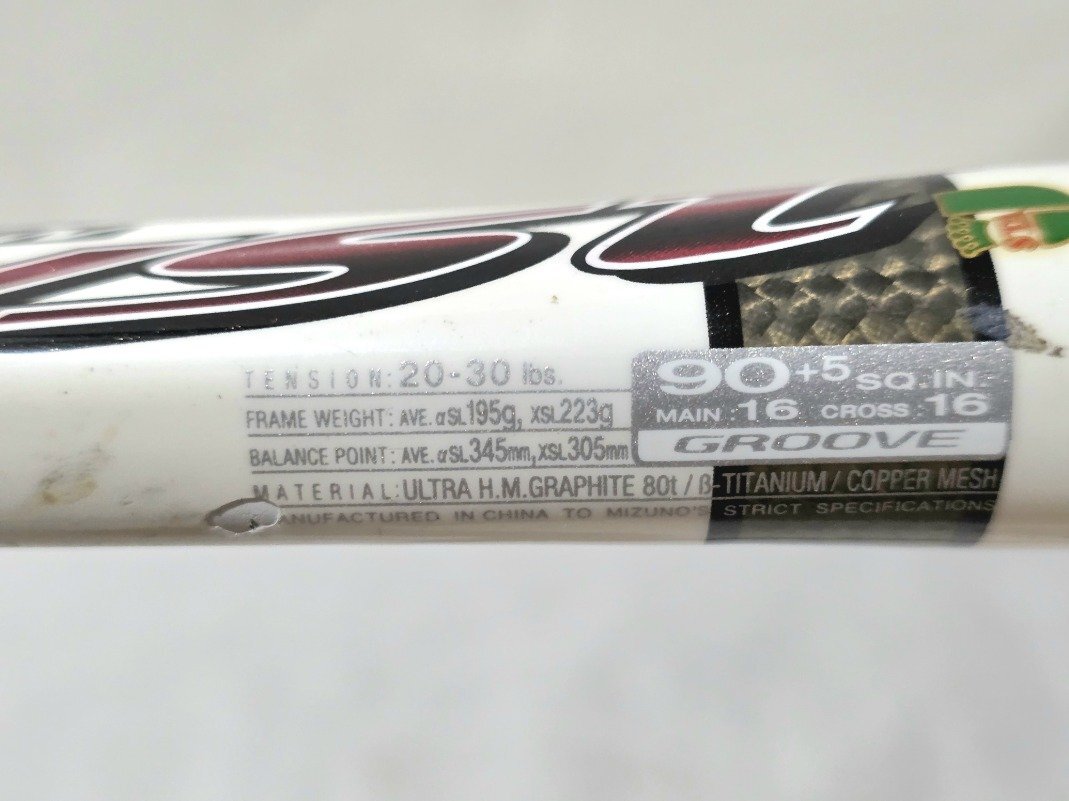 TENSION: 20-30 lbs.
FRAME WEIGHT: AVE. αSL195g, XSL223g
BALANCE POINT: AVE. αSL345mm, XSL305mm
90+5 SQ.IN.
MAIN :16 CROSS :16
GROOVE
MATERIAL: ULTRA H.M.GRAPHITE 80t / β-TITANIUM / COPPER MESH
IN CHINA TO MIZUNO'S STRICT SPECIFICATIONS